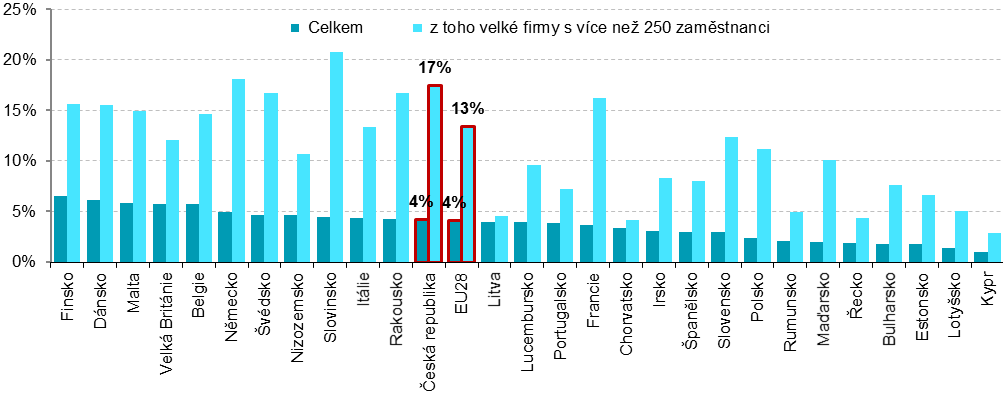 25%
20%
15%
10%
5%
0%
Celkem
z toho velké firmy s více než 250 zaměstnanci
17%
13%
4%
4%
Finsko
Dánsko
Malta
Velká Británie
Belgie
Německo
Švédsko
Nizozemsko
Slovinsko
Itálie
Rakousko
Česká republika
EU28
Litva
Lucembursko
Portugalsko
Francie
Chorvatsko
Irsko
Španělsko
Slovensko
Polsko
Rumunsko
Maďarsko
Řecko
Bulharsko
Estonsko
Lotyšsko
Kypr